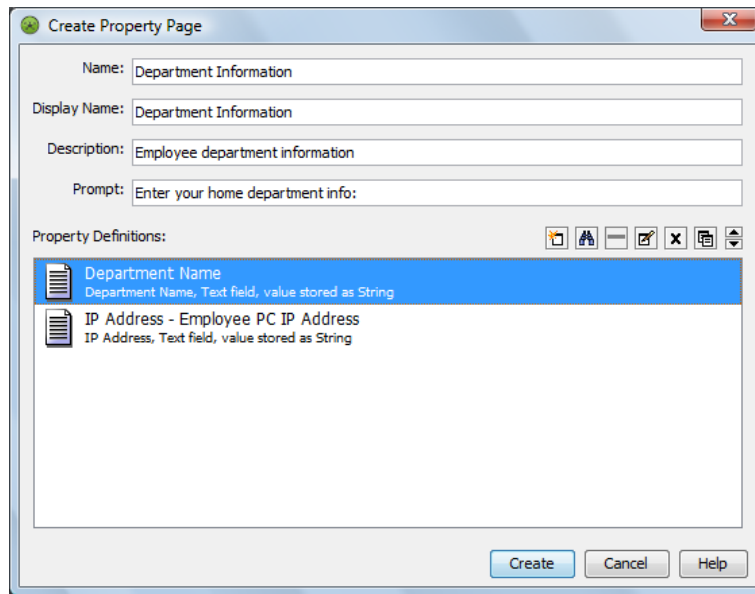 Create Property Page
Name: Department Information
Display Name: Department Information
Description: Employee department information
Prompt: Enter your home department info:
Property Definitions:
Department Name
Department Name, Text field, value stored as String
IP Address - Employee PC IP Address
IP Address, Text field, value stored as String
Create Cancel Help